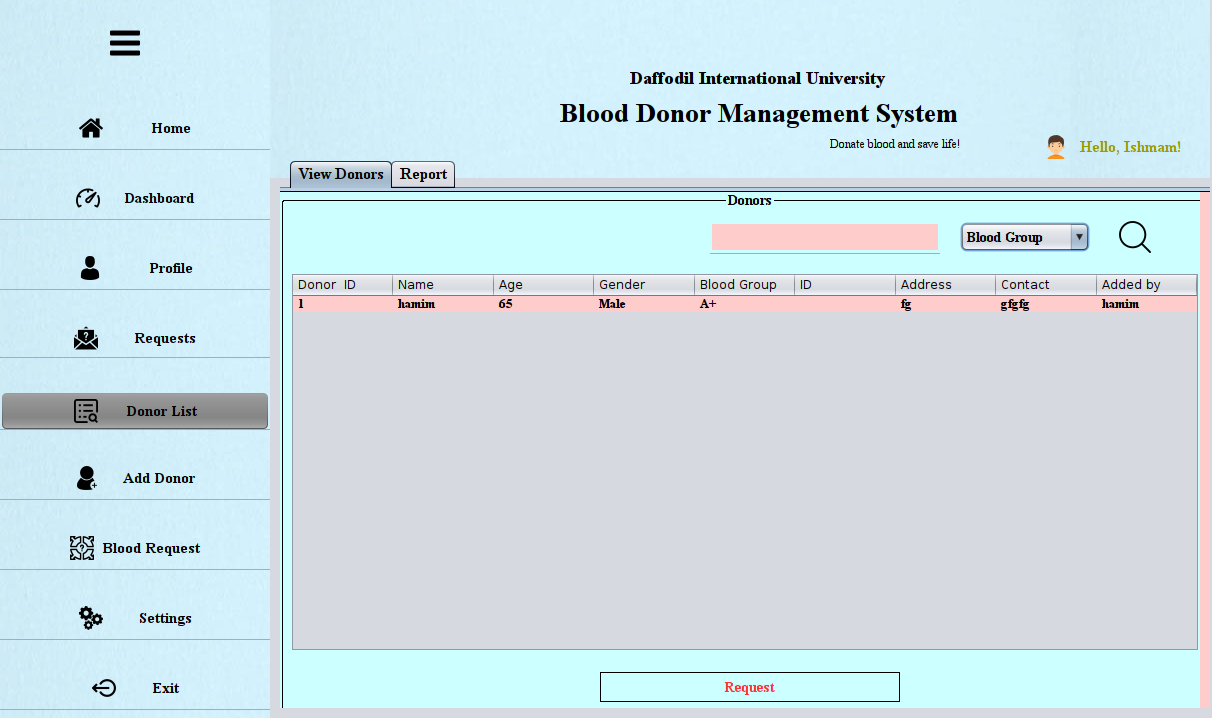 Daffodil International University
Blood Donor Management System
Donate blood and save life!
Hello, Ishmam!
Home
Dashboard
Profile
Requests
Donor List
Add Donor
Blood Request
Settings
Exit
View Donors Report
Donors
Blood Group
Donor ID Name Age Gender Blood Group ID Address Contact Added by
1 hamim 65 Male A+ fg gfgfg hamim
Request